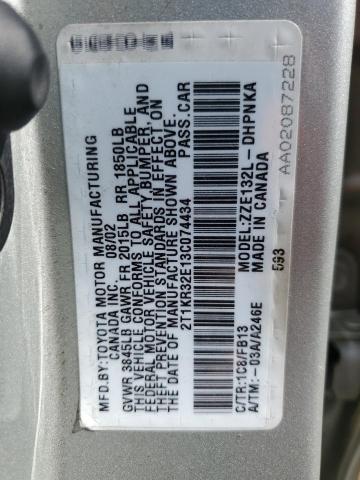 MFD.BY:TOYOTA MOTOR MANUFACTURING
CANADA INC. 08/02
GVWR 3845LB GAWR FR 2015LB RR 1850LB
THIS VEHICLE CONFORMS TO ALL APPLICABLE
FEDERAL MOTOR VEHICLE SAFETY, BUMPER, AND
THEFT PREVENTION STANDARDS IN EFFECT ON
THE DATE OF MANUFACTURE SHOWN ABOVE.
2T1KR32E13C074434 PASS.CAR
C/TR:1C8/FB13 MODEL:ZZE132L-
A/TM:-03A/A246E DHPNKA
MADE IN CANADA
593
AA02087228